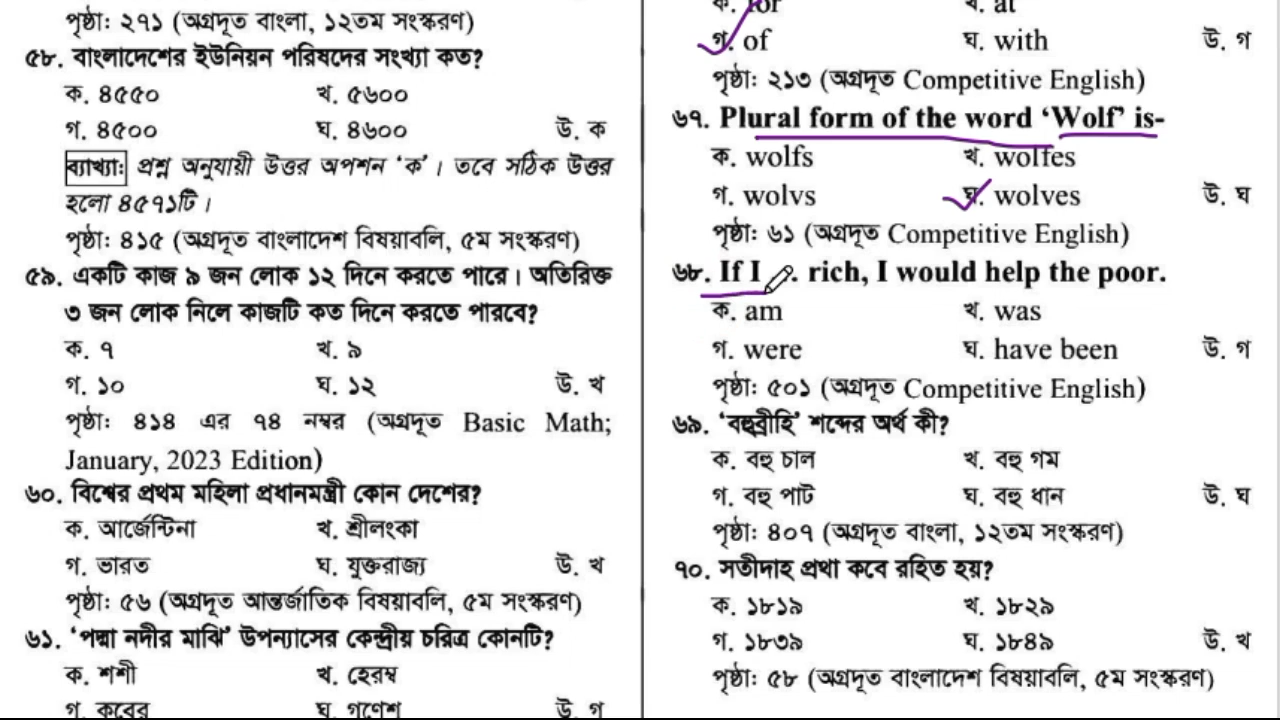 পৃষ্ঠা: ২৭১ (অগ্রদূত বাংলা, ১২তম সংস্করণ)
৫৮. বাংলাদেশের ইউনিয়ন পরিষদের সংখ্যা কত?
ক. ৪৫৫০ খ. ৫৬০০
গ. ৪৫০০ ঘ. ৪৬০০ উ. ক
ব্যাখ্যা: প্রশ্ন অনুযায়ী উত্তর অপশন ‘ক’। তবে সঠিক উত্তর
হলো ৪৫৭১টি।
পৃষ্ঠা: ৪১৫ (অগ্রদূত বাংলাদেশ বিষয়াবলি, ৫ম সংস্করণ)
৫৯. একটি কাজ ৯ জন লোক ১২ দিনে করতে পারে। অতিরিক্ত
৩ জন লোক নিলে কাজটি কত দিনে করতে পারবে?
ক. ৭ খ. ৯
গ. ১০ ঘ. ১২ উ. খ
পৃষ্ঠা: ৪১৪ এর ৭৪ নম্বর (অগ্রদূত Basic Math;
January, 2023 Edition)
৬০. বিশ্বের প্রথম মহিলা প্রধানমন্ত্রী কোন দেশের?
ক. আর্জেন্টিনা খ. শ্রীলংকা
গ. ভারত ঘ. যুক্তরাজ্য উ. খ
পৃষ্ঠা: ৫৬ (অগ্রদূত আন্তর্জাতিক বিষয়াবলি, ৫ম সংস্করণ)
৬১. ‘পদ্মা নদীর মাঝি’ উপন্যাসের কেন্দ্রীয় চরিত্র কোনটি?
ক. শশী খ. হেরম্ব
গ. কুবের ঘ. গণেশ উ. গ
ক. for খ. at
গ. of ঘ. with উ. গ
পৃষ্ঠা: ২১৩ (অগ্রদূত Competitive English)
৬৭. Plural form of the word ‘Wolf’ is-
ক. wolfs খ. wolfes
গ. wolvs ঘ. wolves উ. ঘ
পৃষ্ঠা: ৬১ (অগ্রদূত Competitive English)
৬৮. If I .. rich, I would help the poor.
ক. am খ. was
গ. were ঘ. have been উ. গ
পৃষ্ঠা: ৫০১ (অগ্রদূত Competitive English)
৬৯. ‘বহুব্রীহি’ শব্দের অর্থ কী?
ক. বহু চাল খ. বহু গম
গ. বহু পাট ঘ. বহু ধান উ. ঘ
পৃষ্ঠা: ৪০৭ (অগ্রদূত বাংলা, ১২তম সংস্করণ)
৭০. সতীদাহ প্রথা কবে রহিত হয়?
ক. ১৮১৯ খ. ১৮২৯
গ. ১৮৩৯ ঘ. ১৮৪৯ উ. খ
পৃষ্ঠা: ৫৮ (অগ্রদূত বাংলাদেশ বিষয়াবলি, ৫ম সংস্করণ)